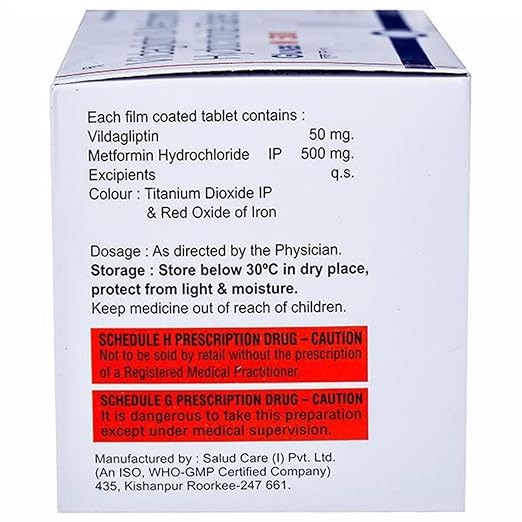 Each film coated tablet contains :
Vildagliptin 50 mg.
Metformin Hydrochloride IP 500 mg.
Excipients q.s.
Colour : Titanium Dioxide IP
& Red Oxide of Iron
Dosage : As directed by the Physician.
Storage : Store below 30ºC in dry place,
protect from light & moisture.
Keep medicine out of reach of children.
SCHEDULE H PRESCRIPTION DRUG – CAUTION
Not to be sold by retail without the prescription
of a Registered Medical Practitioner.
SCHEDULE G PRESCRIPTION DRUG – CAUTION
It is dangerous to take this preparation
except under medical supervision.
Manufactured by : Salud Care (I) Pvt. Ltd.
(An ISO, WHO-GMP Certified Company)
435, Kishanpur Roorkee-247 661.